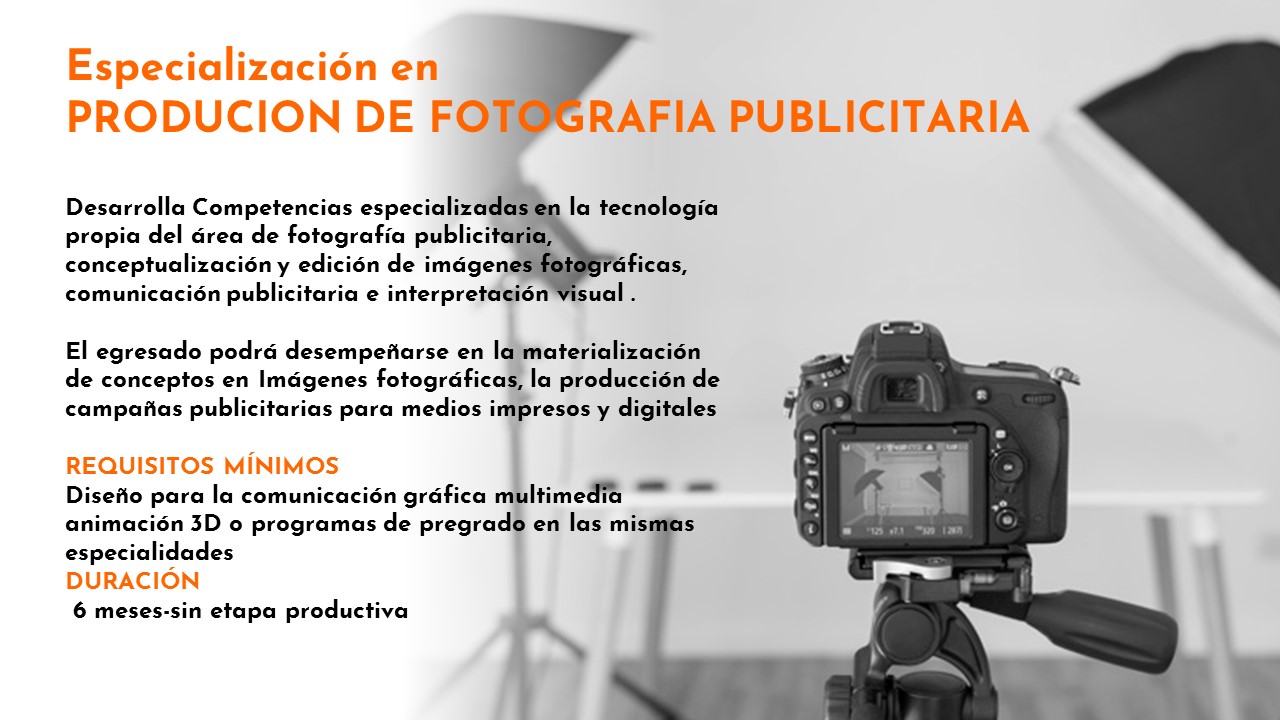 Especialización en
PRODUCION DE FOTOGRAFIA PUBLICITARIA
Desarrolla Competencias especializadas en la tecnología
propia del área de fotografía publicitaria,
conceptualización y edición de imágenes fotográficas,
comunicación publicitaria e interpretación visual .
El egresado podrá desempeñarse en la materialización
de conceptos en Imágenes fotográficas, la producción de
campañas publicitarias para medios impresos y digitales
REQUISITOS MÍNIMOS
Diseño para la comunicación gráfica multimedia
animación 3D o programas de pregrado en las mismas
especialidades
DURACIÓN
6 meses-sin etapa productiva
125 320 [287]